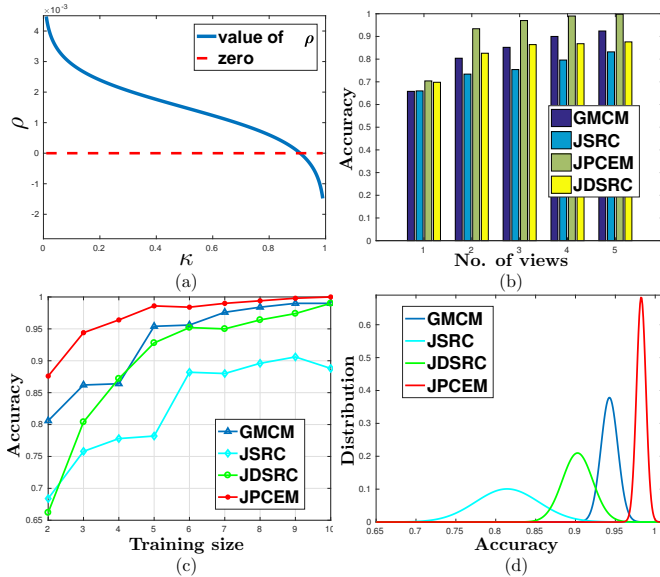 ×10⁻³
4
3
2
1
0
-1
-2
ρ
value of ρ
zero
0
0.2
0.4
0.6
0.8
1
κ
(a)
1
0.9
0.8
0.7
0.6
0.5
0.4
0.3
0.2
0.1
0
Accuracy
GMCM
JSRC
JPCEM
JDSRC
1
2
3
4
5
No. of views
(b)
1
0.95
0.9
0.85
0.8
0.75
0.7
0.65
Accuracy
GMCM
JSRC
JDSRC
JPCEM
2
3
4
5
6
7
8
9
10
Training size
(c)
0.6
0.5
0.4
0.3
0.2
0.1
0
Distribution
GMCM
JSRC
JDSRC
JPCEM
0.65
0.7
0.75
0.8
0.85
0.9
0.95
1
Accuracy
(d)